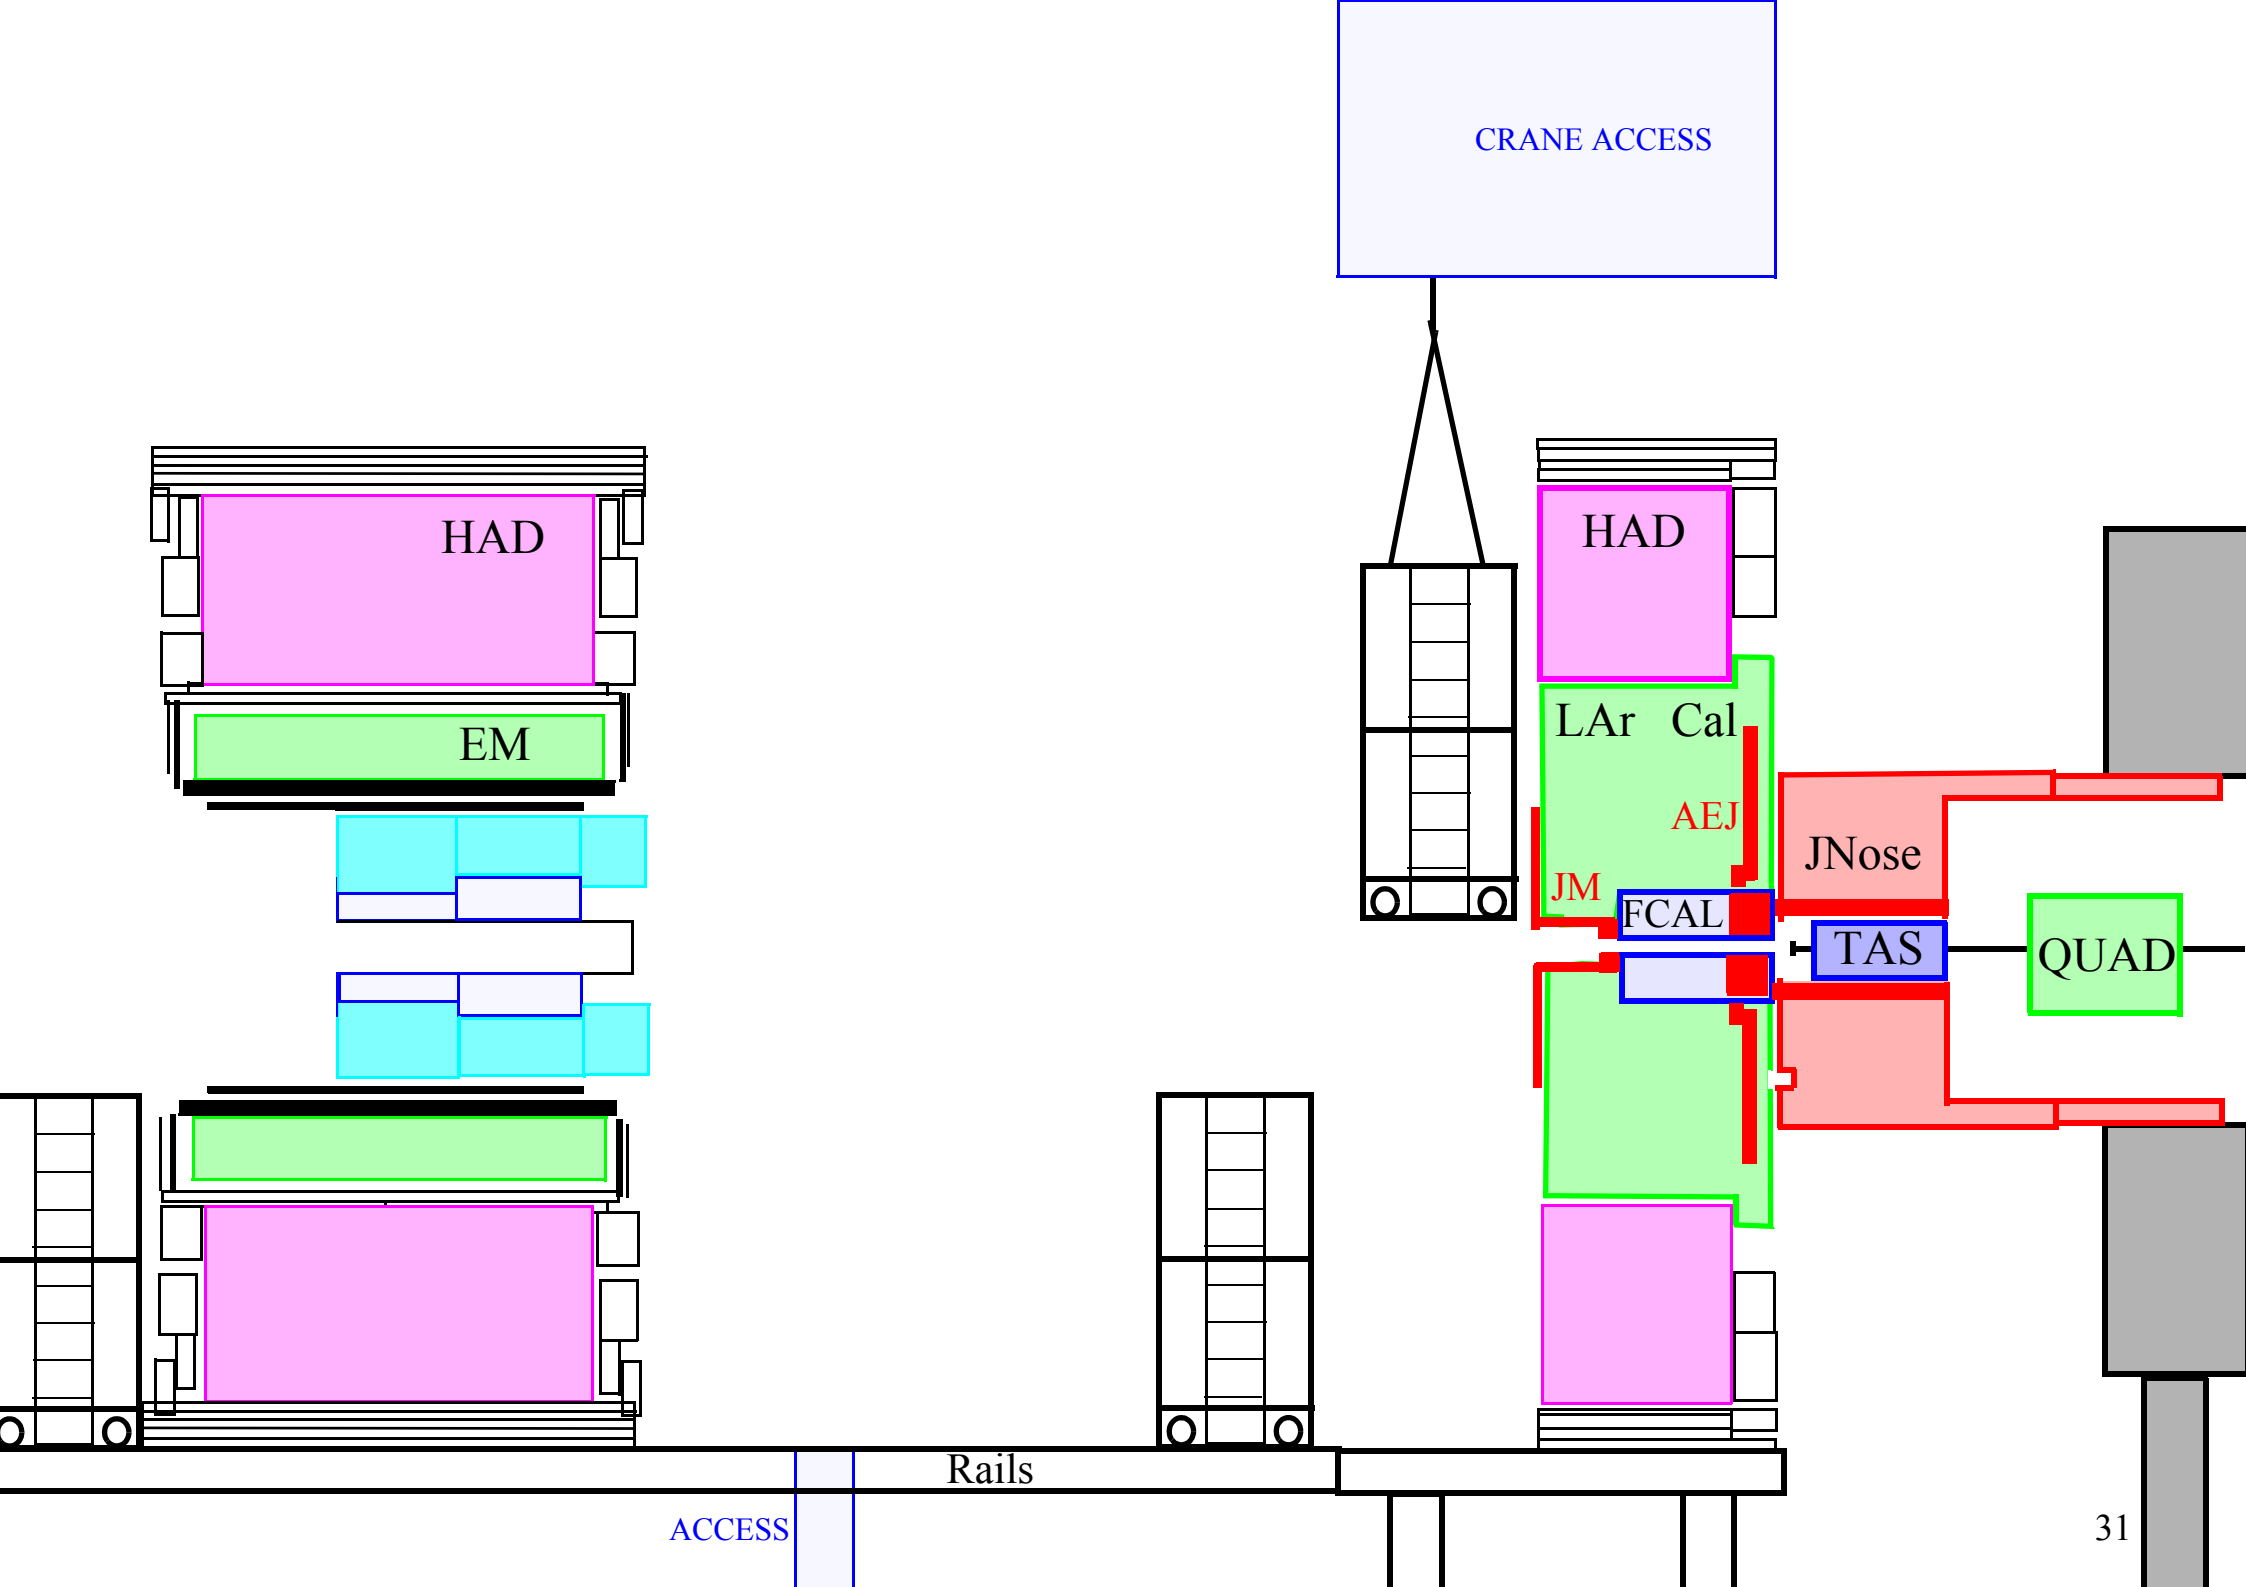 CRANE ACCESS
HAD
HAD
EM
LAr Cal
AEJ
JNose
JM
FCAL
TAS
QUAD
Rails
ACCESS
31